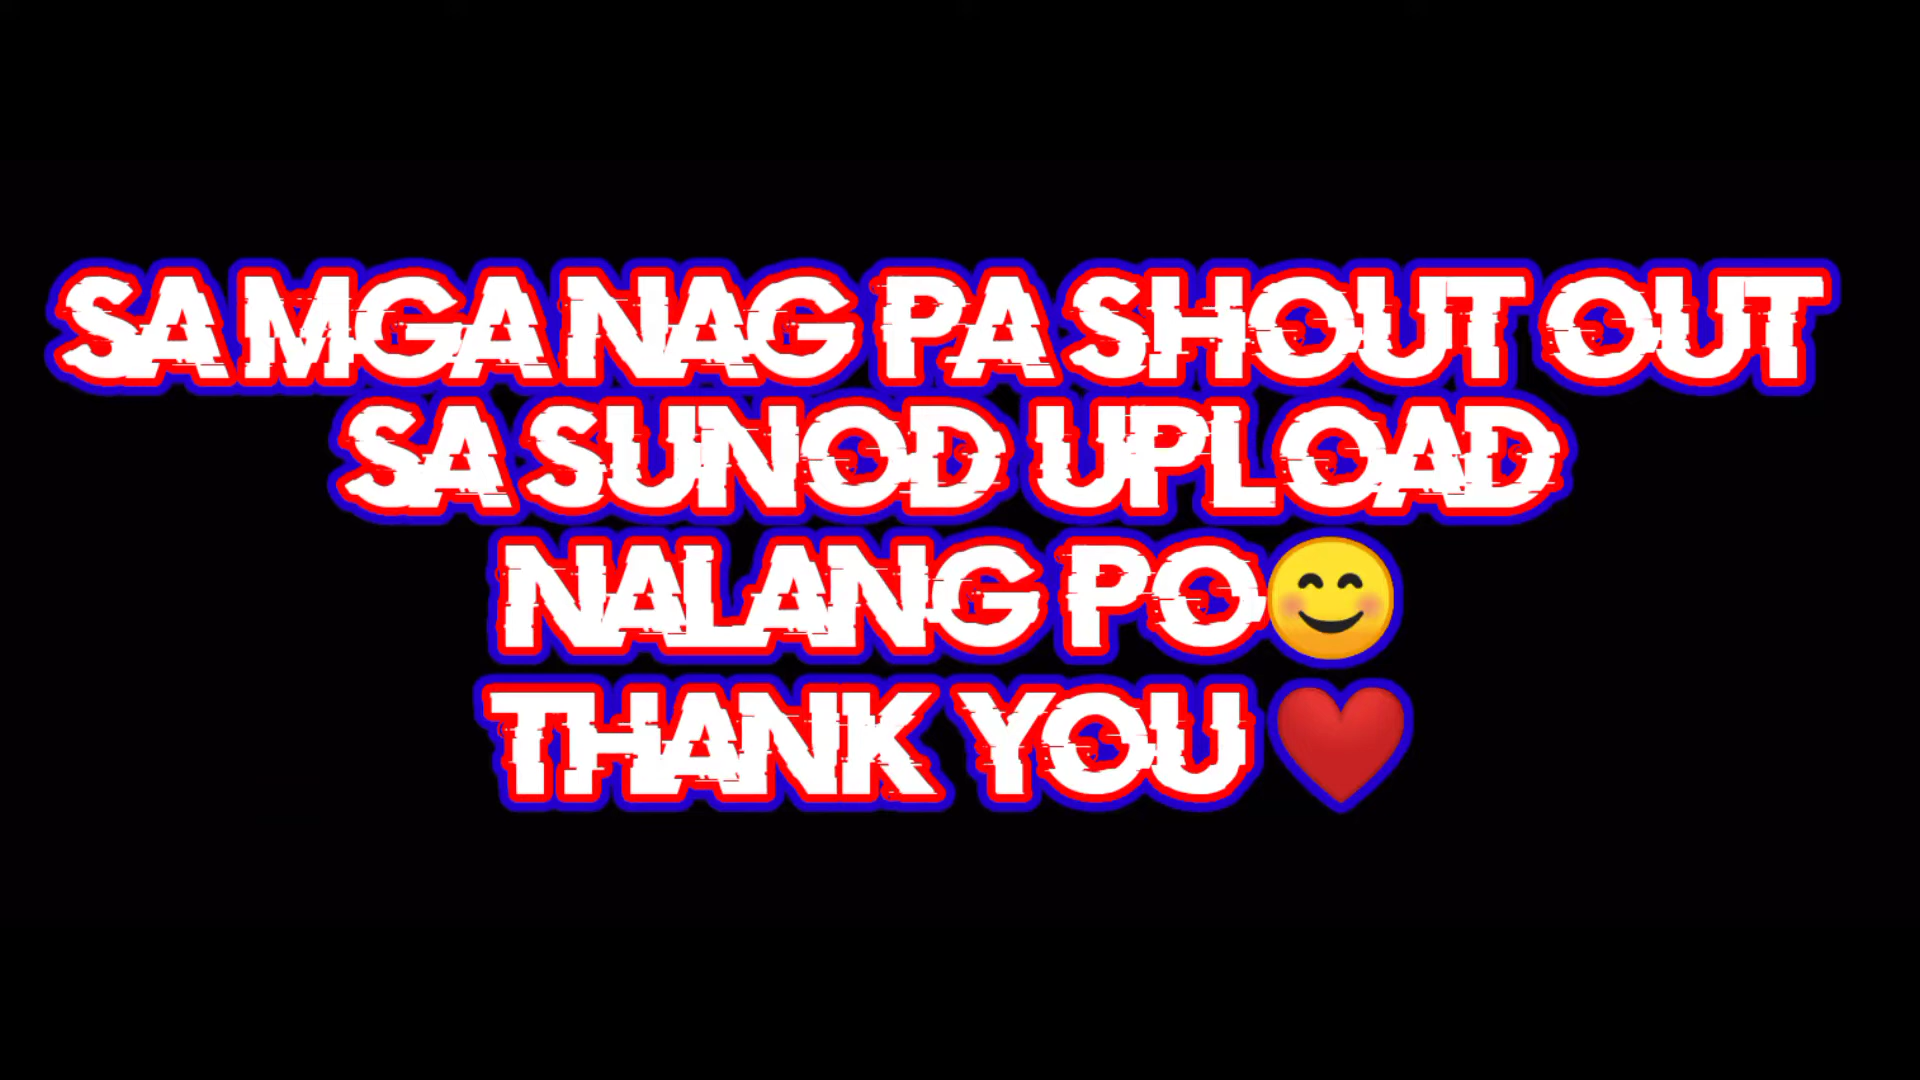 SA MGA NAG PA SHOUT OUT
SA SUNOD UPLOAD
NALANG PO😊
THANK YOU ❤️